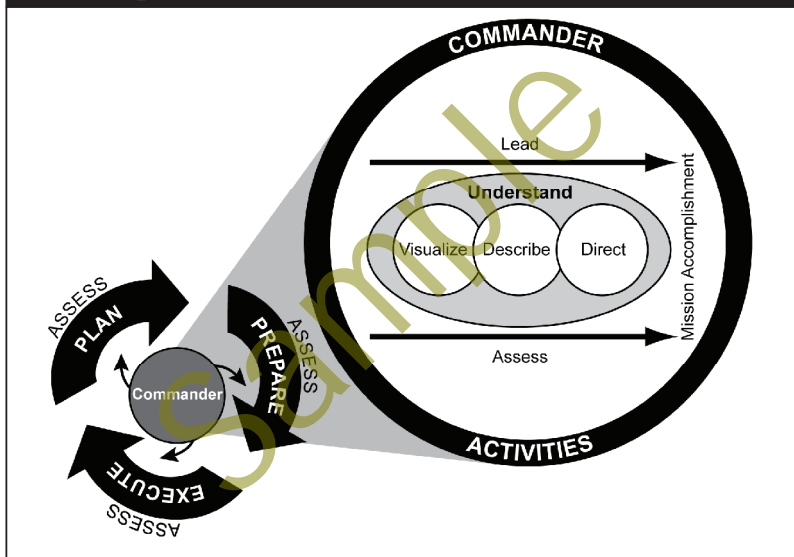 COMMANDER
Lead
Understand
Visualize
Describe
Direct
Mission Accomplishment
Assess
ACTIVITIES
ASSESS
PLAN
ASSESS
PREPARE
Commander
EXECUTE
ASSESS
Sample